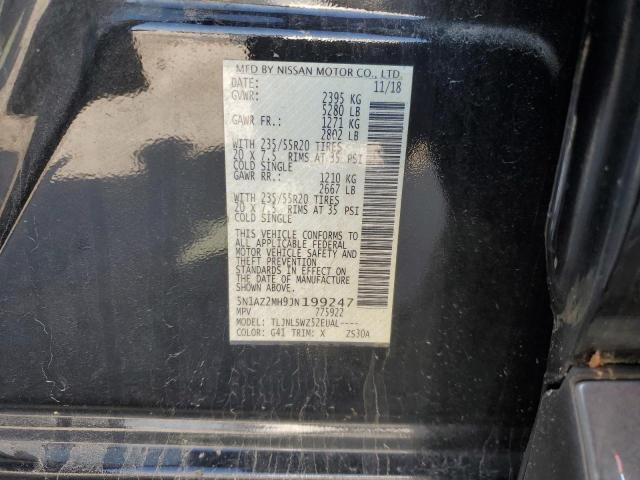 MFD BY NISSAN MOTOR CO., LTD.
DATE: 11/18
GVWR: 2395 KG
5280 LB
GAWR FR.: 1271 KG
2802 LB
WITH 235/55R20 TIRES
20 X 7.5 RIMS AT 35 PSI
COLD SINGLE
GAWR RR.: 1210 KG
2667 LB
WITH 235/55R20 TIRES
20 X 7.5 RIMS AT 35 PSI
COLD SINGLE
THIS VEHICLE CONFORMS TO
ALL APPLICABLE FEDERAL
MOTOR VEHICLE SAFETY AND
THEFT PREVENTION
STANDARDS IN EFFECT ON
THE DATE OF MANUFACTURE
SHOWN ABOVE.
5N1AZ2MH9JN199247
MPV 775922
MODEL: TLJNLSWZ52EUAL----
COLOR: G41 TRIM: X ZS30A